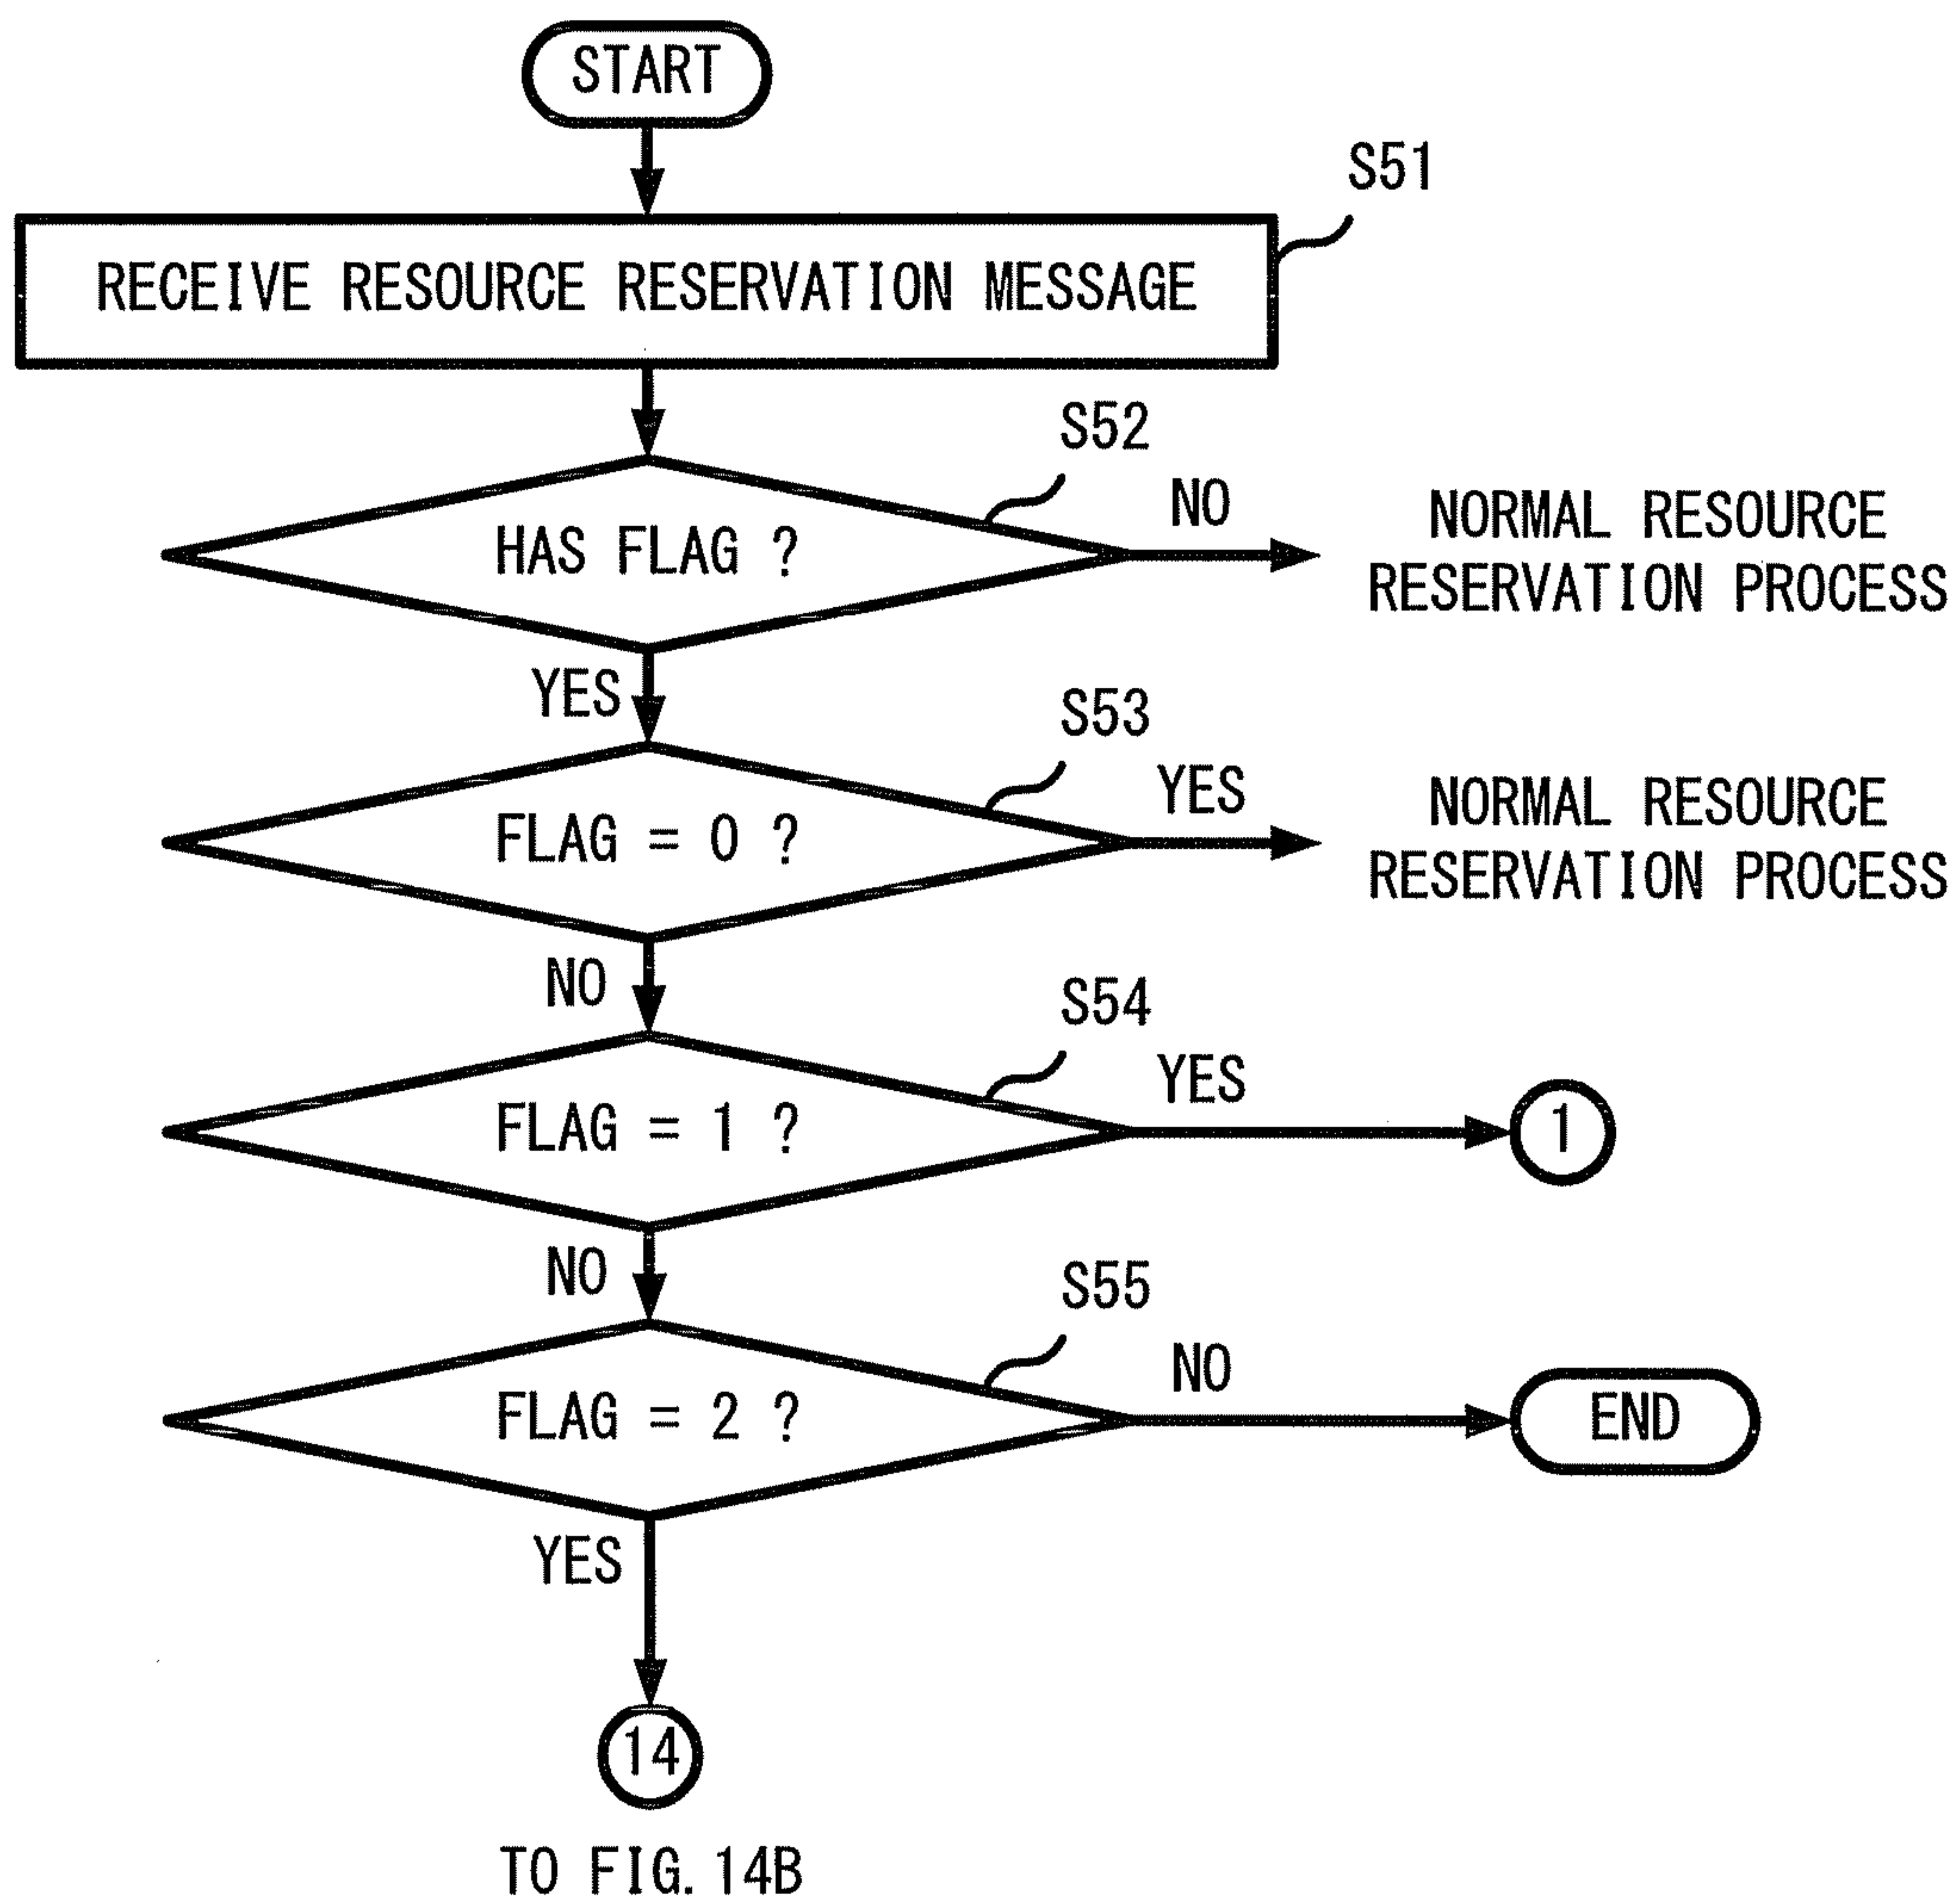 START
S51
RECEIVE RESOURCE RESERVATION MESSAGE
S52
HAS FLAG ?
NO
NORMAL RESOURCE
RESERVATION PROCESS
YES
S53
FLAG = 0 ?
YES
NORMAL RESOURCE
RESERVATION PROCESS
NO
S54
FLAG = 1 ?
YES
1
NO
S55
FLAG = 2 ?
NO
END
YES
14
TO FIG. 14B